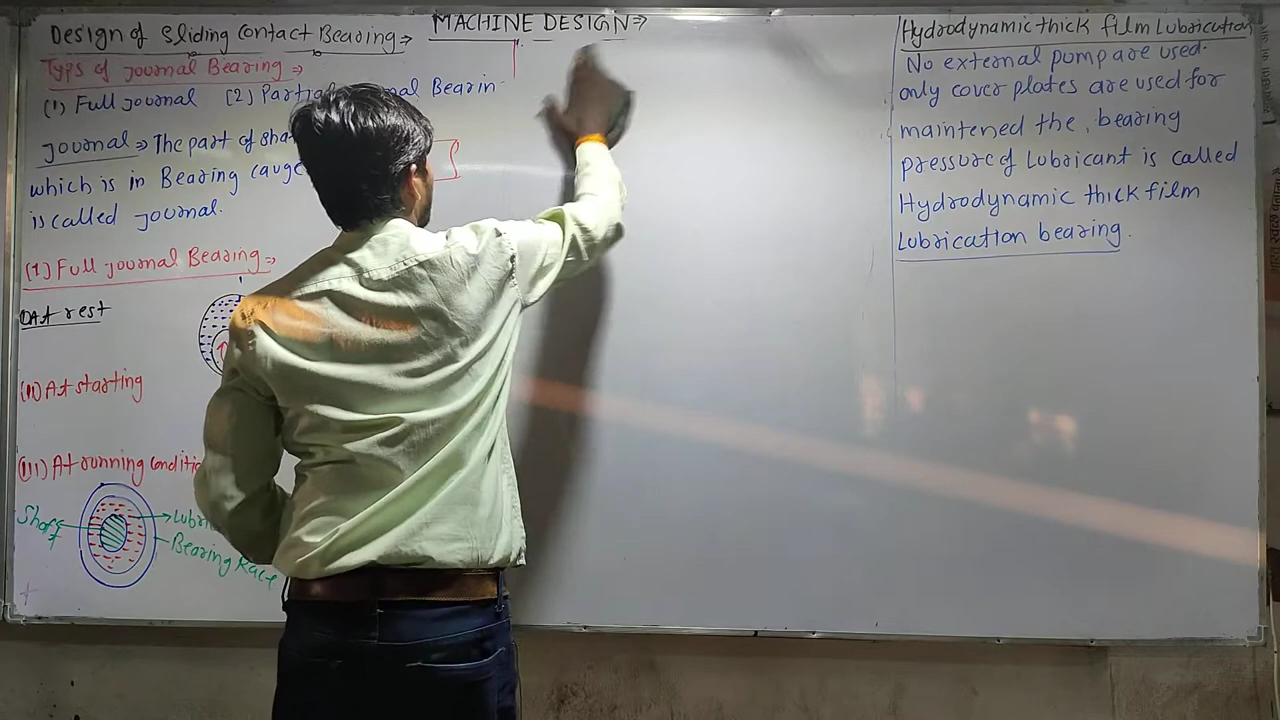 MACHINE DESIGN⇒
Design of Sliding Contact Bearing⇒
Typs of Journal Bearing ⇒
(1) Full Journal (2) Bearin
Journal ⇒ The part of
which is in Bearing
is called Journal.
(1) Full Journal Bearing⇒
(I)At rest
(II) At starting
(III) At running
Shaft
Bearing Race
Hydrodynamic thick film Lubrication
No external pump are used.
only cover plates are used for
maintened the, bearing
pressure of Lubricant is called
Hydrodynamic thick film
Lubrication bearing.